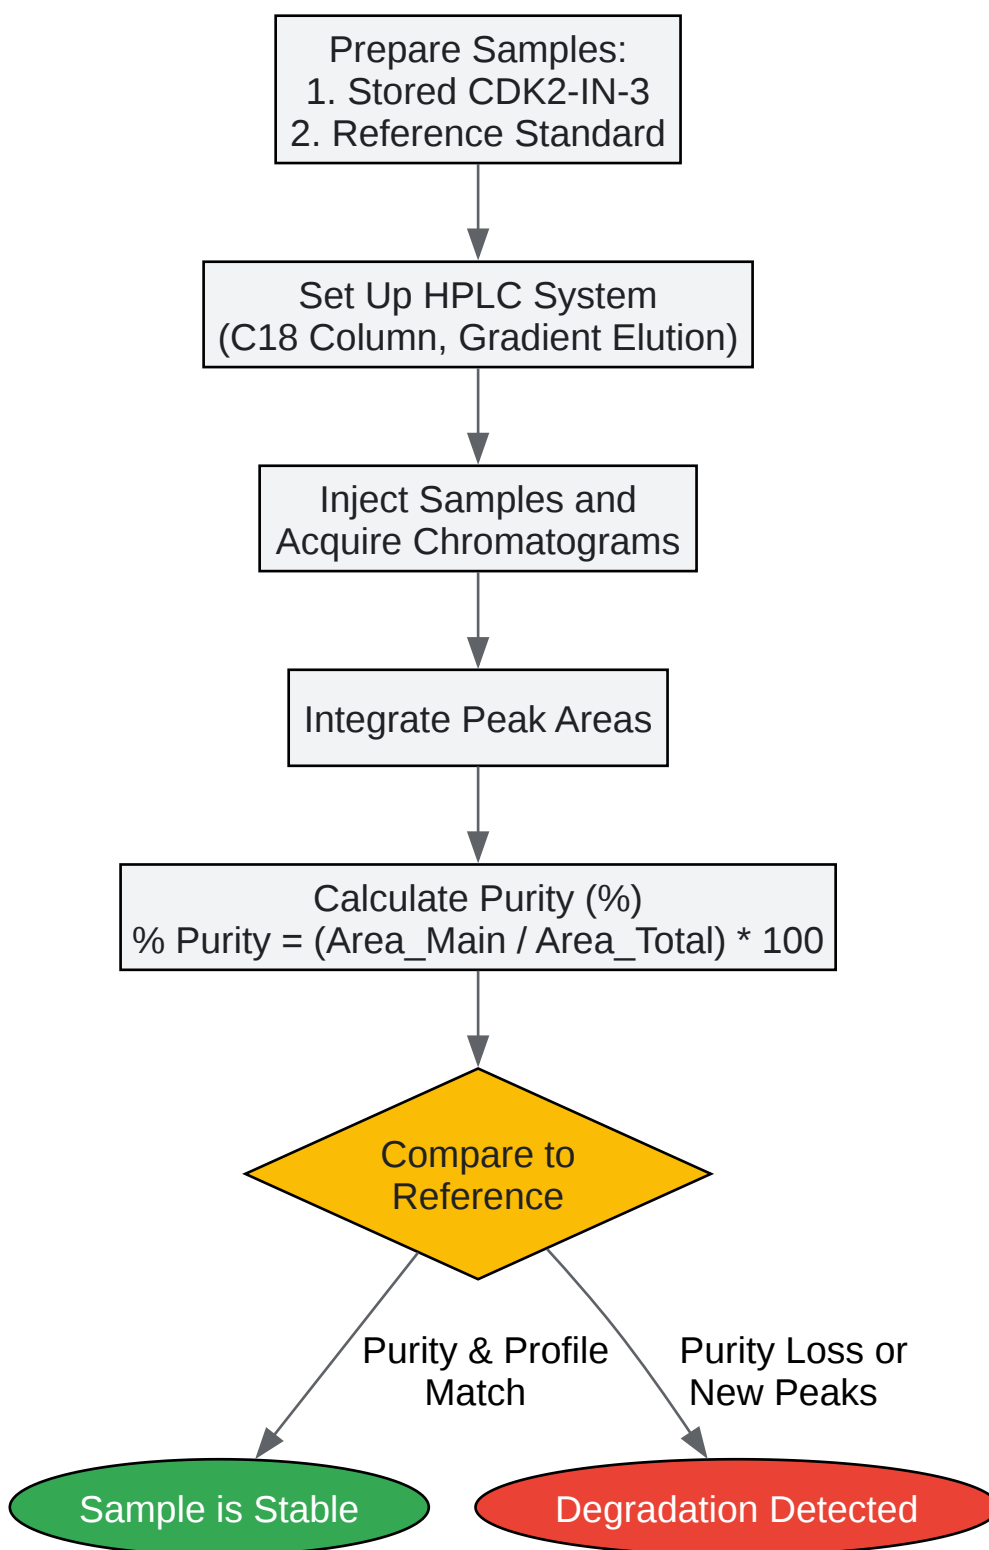 Prepare Samples:
1. Stored CDK2-IN-3
2. Reference Standard
Set Up HPLC System
(C18 Column, Gradient Elution)
Inject Samples and
Acquire Chromatograms
Integrate Peak Areas
Calculate Purity (%)
% Purity = (Area_Main / Area_Total) * 100
Compare to
Reference
Purity & Profile
Match
Purity Loss or
New Peaks
Sample is Stable
Degradation Detected